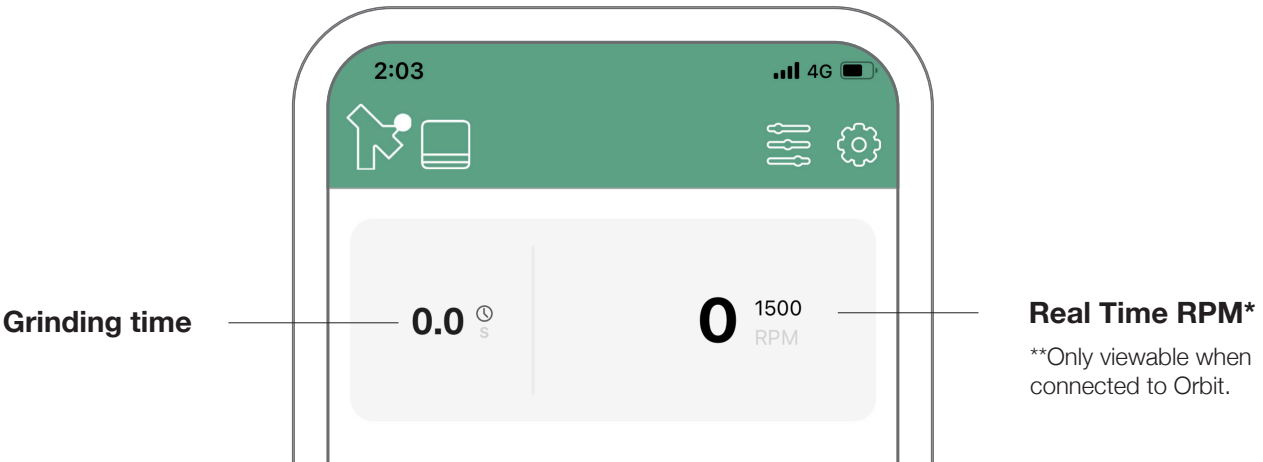 2:03
4G
Grinding time
0.0
s
0
1500
RPM
Real Time RPM*
**Only viewable when
connected to Orbit.